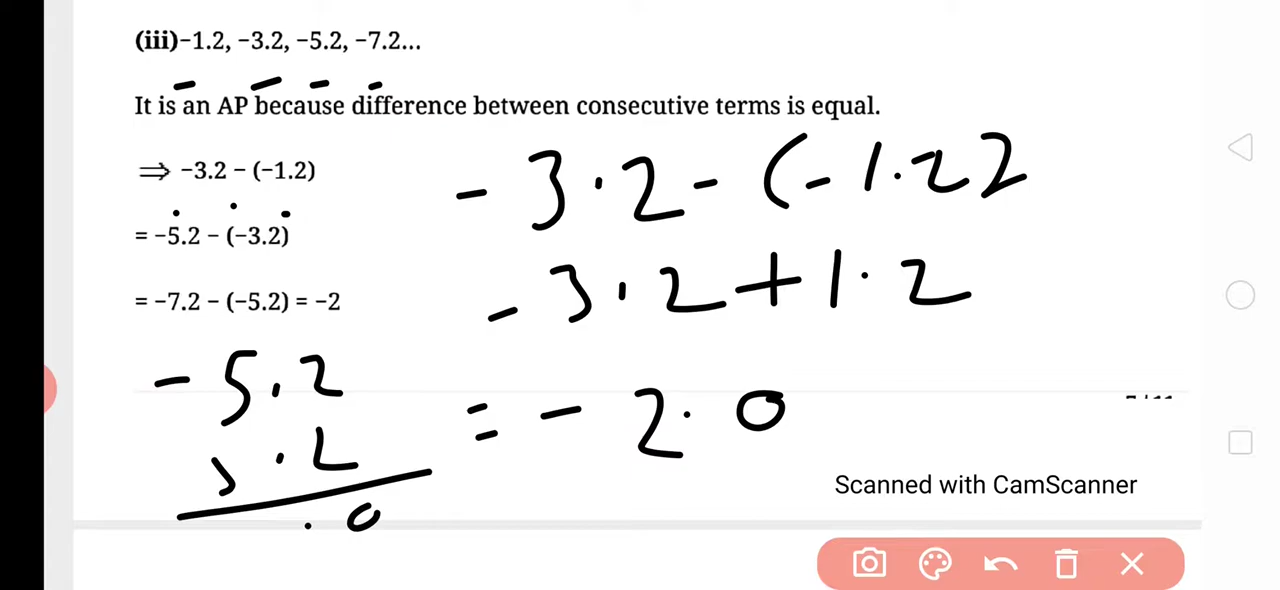 (iii)−1.2, −3.2, −5.2, −7.2...
It is an AP because difference between consecutive terms is equal.
⟹ −3.2 − (−1.2)
= −5.2 − (−3.2)
= −7.2 − (−5.2) = −2
- 3.2 - (- 1.2)
- 3.2 + 1.2
= - 2.0
- 5.2
3.2
.0
Scanned with CamScanner